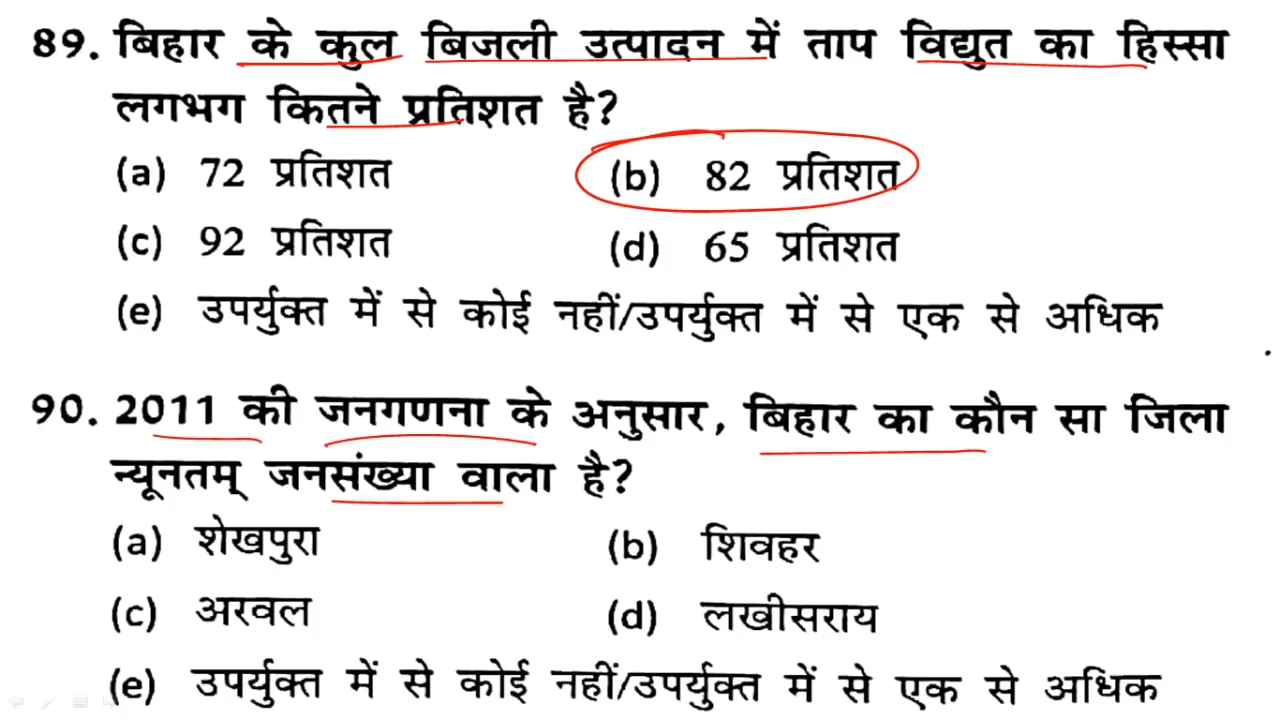 89. बिहार के कुल बिजली उत्पादन में ताप विद्युत का हिस्सा
लगभग कितने प्रतिशत है?
(a) 72 प्रतिशत (b) 82 प्रतिशत
(c) 92 प्रतिशत (d) 65 प्रतिशत
(e) उपर्युक्त में से कोई नहीं/उपर्युक्त में से एक से अधिक
90. 2011 की जनगणना के अनुसार, बिहार का कौन सा जिला
न्यूनतम् जनसंख्या वाला है?
(a) शेखपुरा (b) शिवहर
(c) अरवल (d) लखीसराय
(e) उपर्युक्त में से कोई नहीं/उपर्युक्त में से एक से अधिक